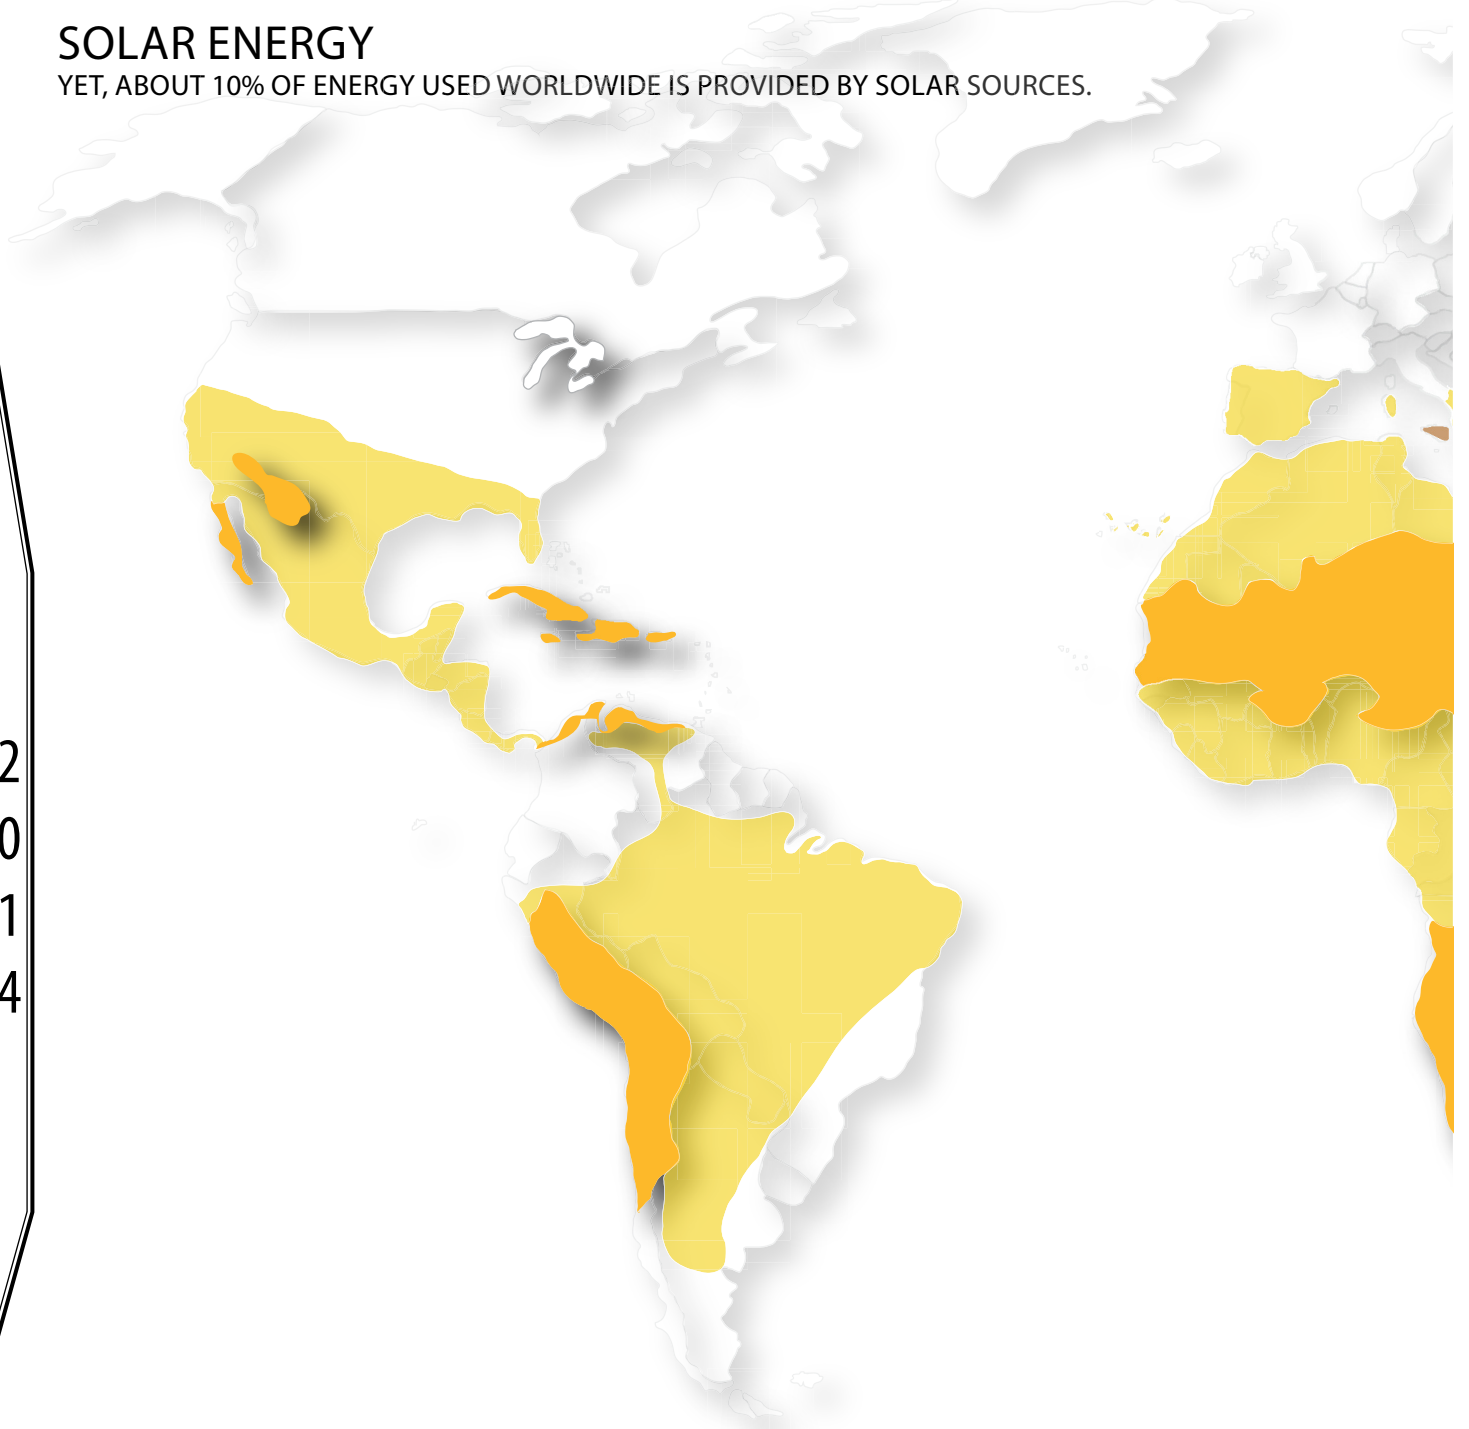 SOLAR ENERGY
YET, ABOUT 10% OF ENERGY USED WORLDWIDE IS PROVIDED BY SOLAR SOURCES.
2
0
1
4